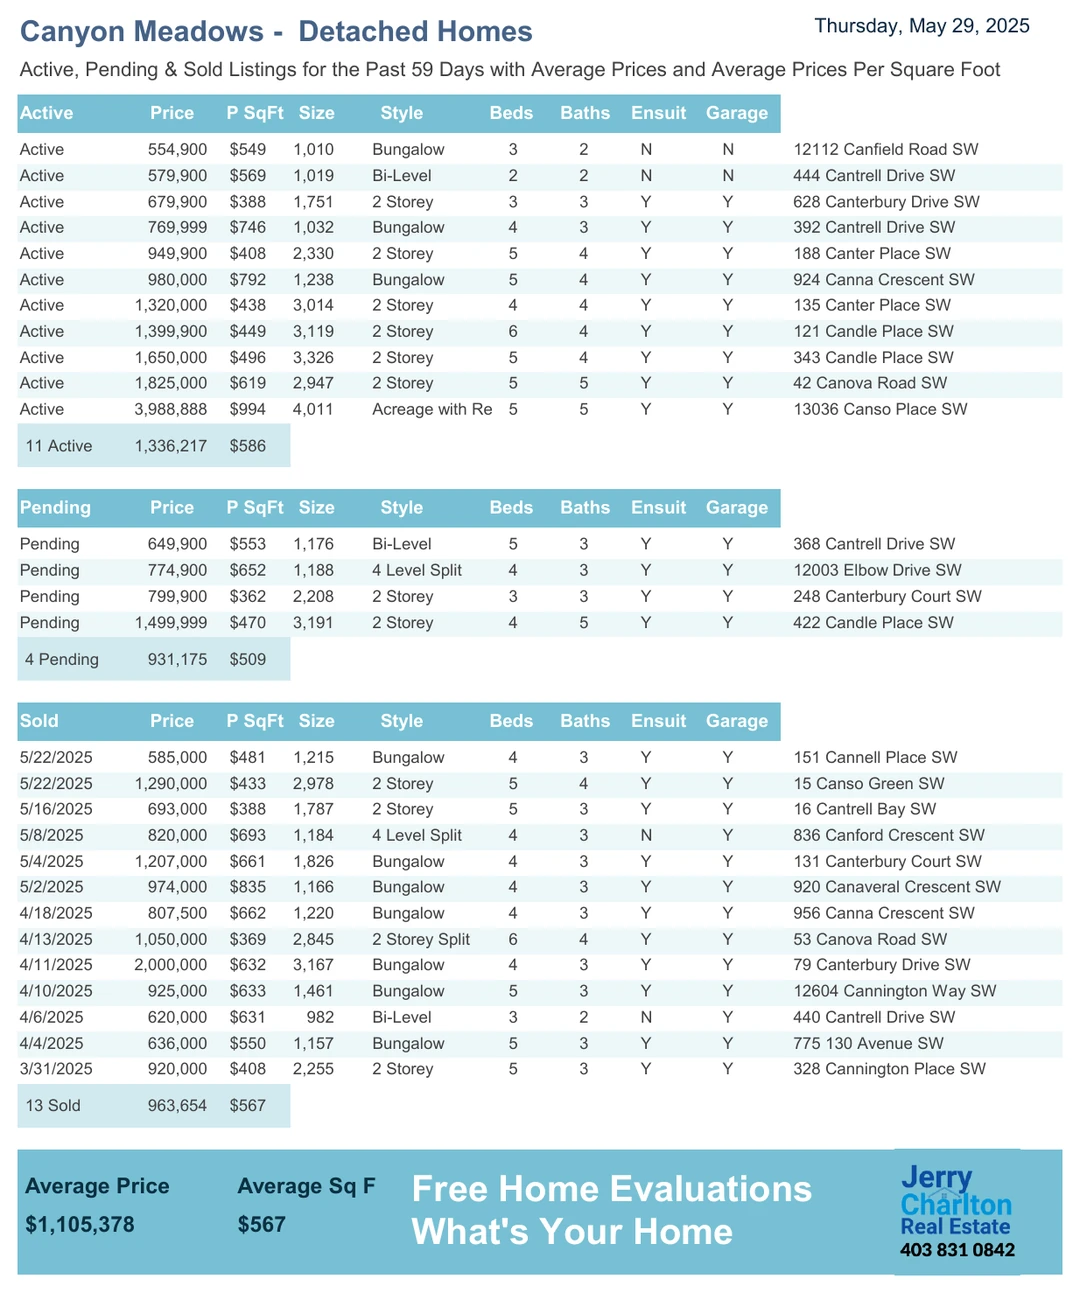 Canyon Meadows -  Detached Homes
Thursday, May 29, 2025
Active, Pending & Sold Listings for the Past 59 Days with Average Prices and Average Prices Per Square Foot
Active Price P SqFt Size Style Beds Baths Ensuit Garage
Active 554,900 $549 1,010 Bungalow 3 2 N N 12112 Canfield Road SW
Active 579,900 $569 1,019 Bi-Level 2 2 N N 444 Cantrell Drive SW
Active 679,900 $388 1,751 2 Storey 3 3 Y Y 628 Canterbury Drive SW
Active 769,999 $746 1,032 Bungalow 4 3 Y Y 392 Cantrell Drive SW
Active 949,900 $408 2,330 2 Storey 5 4 Y Y 188 Canter Place SW
Active 980,000 $792 1,238 Bungalow 5 4 Y Y 924 Canna Crescent SW
Active 1,320,000 $438 3,014 2 Storey 4 4 Y Y 135 Canter Place SW
Active 1,399,900 $449 3,119 2 Storey 6 4 Y Y 121 Candle Place SW
Active 1,650,000 $496 3,326 2 Storey 5 4 Y Y 343 Candle Place SW
Active 1,825,000 $619 2,947 2 Storey 5 5 Y Y 42 Canova Road SW
Active 3,988,888 $994 4,011 Acreage with Re 5 5 Y Y 13036 Canso Place SW
11 Active 1,336,217 $586
Pending Price P SqFt Size Style Beds Baths Ensuit Garage
Pending 649,900 $553 1,176 Bi-Level 5 3 Y Y 368 Cantrell Drive SW
Pending 774,900 $652 1,188 4 Level Split 4 3 Y Y 12003 Elbow Drive SW
Pending 799,900 $362 2,208 2 Storey 3 3 Y Y 248 Canterbury Court SW
Pending 1,499,999 $470 3,191 2 Storey 4 5 Y Y 422 Candle Place SW
4 Pending 931,175 $509
Sold Price P SqFt Size Style Beds Baths Ensuit Garage
5/22/2025 585,000 $481 1,215 Bungalow 4 3 Y Y 151 Cannell Place SW
5/22/2025 1,290,000 $433 2,978 2 Storey 5 4 Y Y 15 Canso Green SW
5/16/2025 693,000 $388 1,787 2 Storey 5 3 Y Y 16 Cantrell Bay SW
5/8/2025 820,000 $693 1,184 4 Level Split 4 3 N Y 836 Canford Crescent SW
5/4/2025 1,207,000 $661 1,826 Bungalow 4 3 Y Y 131 Canterbury Court SW
5/2/2025 974,000 $835 1,166 Bungalow 4 3 Y Y 920 Canaveral Crescent SW
4/18/2025 807,500 $662 1,220 Bungalow 4 3 Y Y 956 Canna Crescent SW
4/13/2025 1,050,000 $369 2,845 2 Storey Split 6 4 Y Y 53 Canova Road SW
4/11/2025 2,000,000 $632 3,167 Bungalow 4 3 Y Y 79 Canterbury Drive SW
4/10/2025 925,000 $633 1,461 Bungalow 5 3 Y Y 12604 Cannington Way SW
4/6/2025 620,000 $631 982 Bi-Level 3 2 N Y 440 Cantrell Drive SW
4/4/2025 636,000 $550 1,157 Bungalow 5 3 Y Y 775 130 Avenue SW
3/31/2025 920,000 $408 2,255 2 Storey 5 3 Y Y 328 Cannington Place SW
13 Sold 963,654 $567
Average Price Average Sq F
$1,105,378 $567
Free Home Evaluations
What's Your Home
Jerry
Charlton
Real Estate
403 831 0842